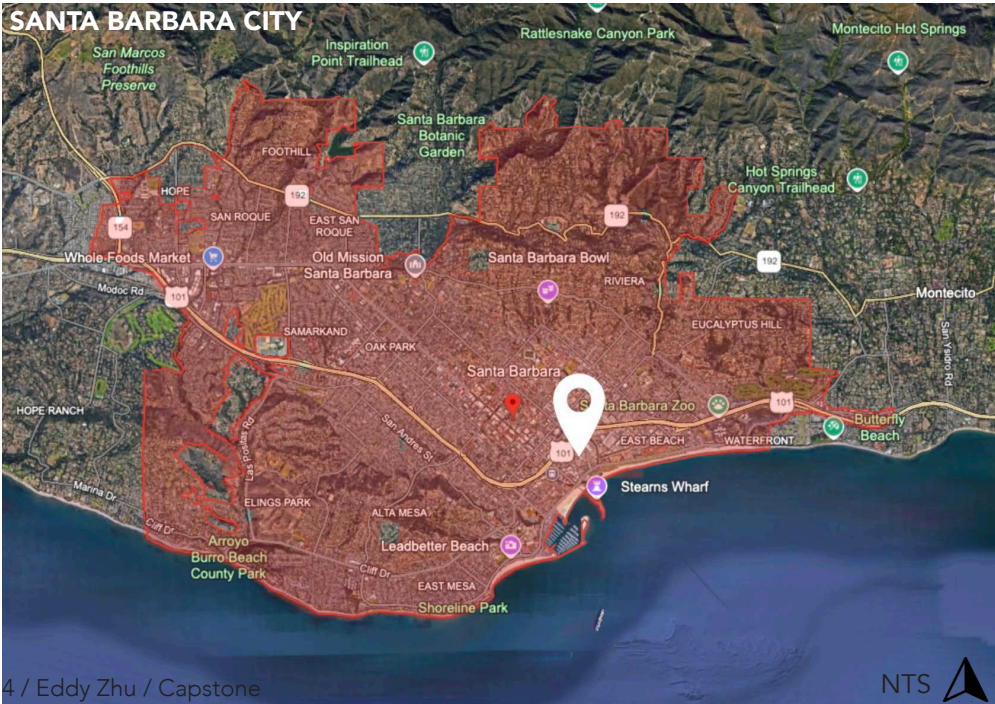 SANTA BARBARA CITY
San Marcos
Foothills
Preserve
Inspiration
Point Trailhead
Rattlesnake Canyon Park
Montecito Hot Springs
Santa Barbara
Botanic
Garden
FOOTHILL
Hot Springs
Canyon Trailhead
HOPE
192
192
154
SAN ROQUE
EAST SAN
ROQUE
Whole Foods Market
Old Mission
Santa Barbara
Santa Barbara Bowl
192
RIVIERA
Modoc Rd
101
Montecito
SAMARKAND
EUCALYPTUS HILL
OAK PARK
San Ysidro Rd
Santa Barbara
HOPE RANCH
Las Positas Rd
San Andres St
ta Barbara Zoo
101
Butterfly
Beach
EAST BEACH
WATERFRONT
101
Marina Dr
Stearns Wharf
ELINGS PARK
ALTA MESA
Cliff Dr
Arroyo
Burro Beach
County Park
Leadbetter Beach
Cliff Dr
EAST MESA
Shoreline Park
4 / Eddy Zhu / Capstone
NTS